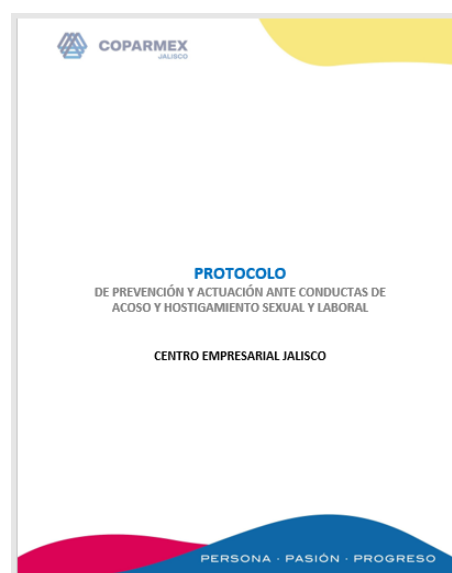 COPARMEX
JALISCO
PROTOCOLO
DE PREVENCIÓN Y ACTUACIÓN ANTE CONDUCTAS DE
ACOSO Y HOSTIGAMIENTO SEXUAL Y LABORAL
CENTRO EMPRESARIAL JALISCO
PERSONA · PASIÓN · PROGRESO